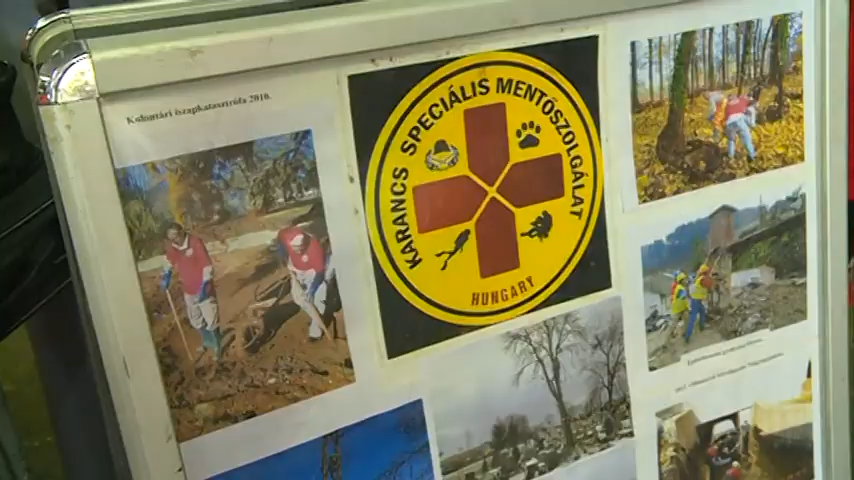 Kolontári iszapkatasztrófa 2010.
KARANCS SPECIÁLIS MENTŐSZOLGÁLAT
HUNGARY